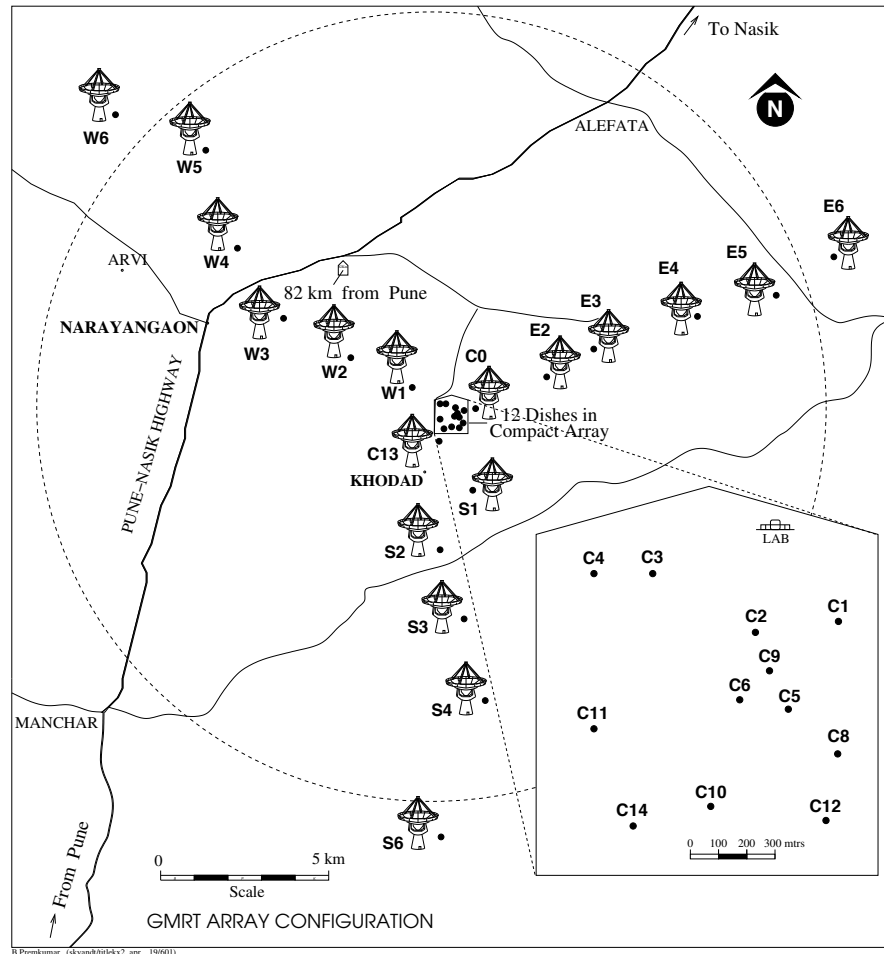 To Nasik
N
ALEFATA
W6
W5
W4
E6
E5
E4
E3
E2
ARVI
82 km from Pune
NARAYANGAON
W3
W2
W1
C0
12 Dishes in
Compact Array
C13
KHODAD
PUNE-NASIK HIGHWAY
S1
S2
S3
S4
S6
LAB
C4
C3
C2
C1
C9
C6
C5
C11
C8
C10
C14
C12
0 100 200 300 mtrs
MANCHAR
From Pune
0 5 km
Scale
GMRT ARRAY CONFIGURATION